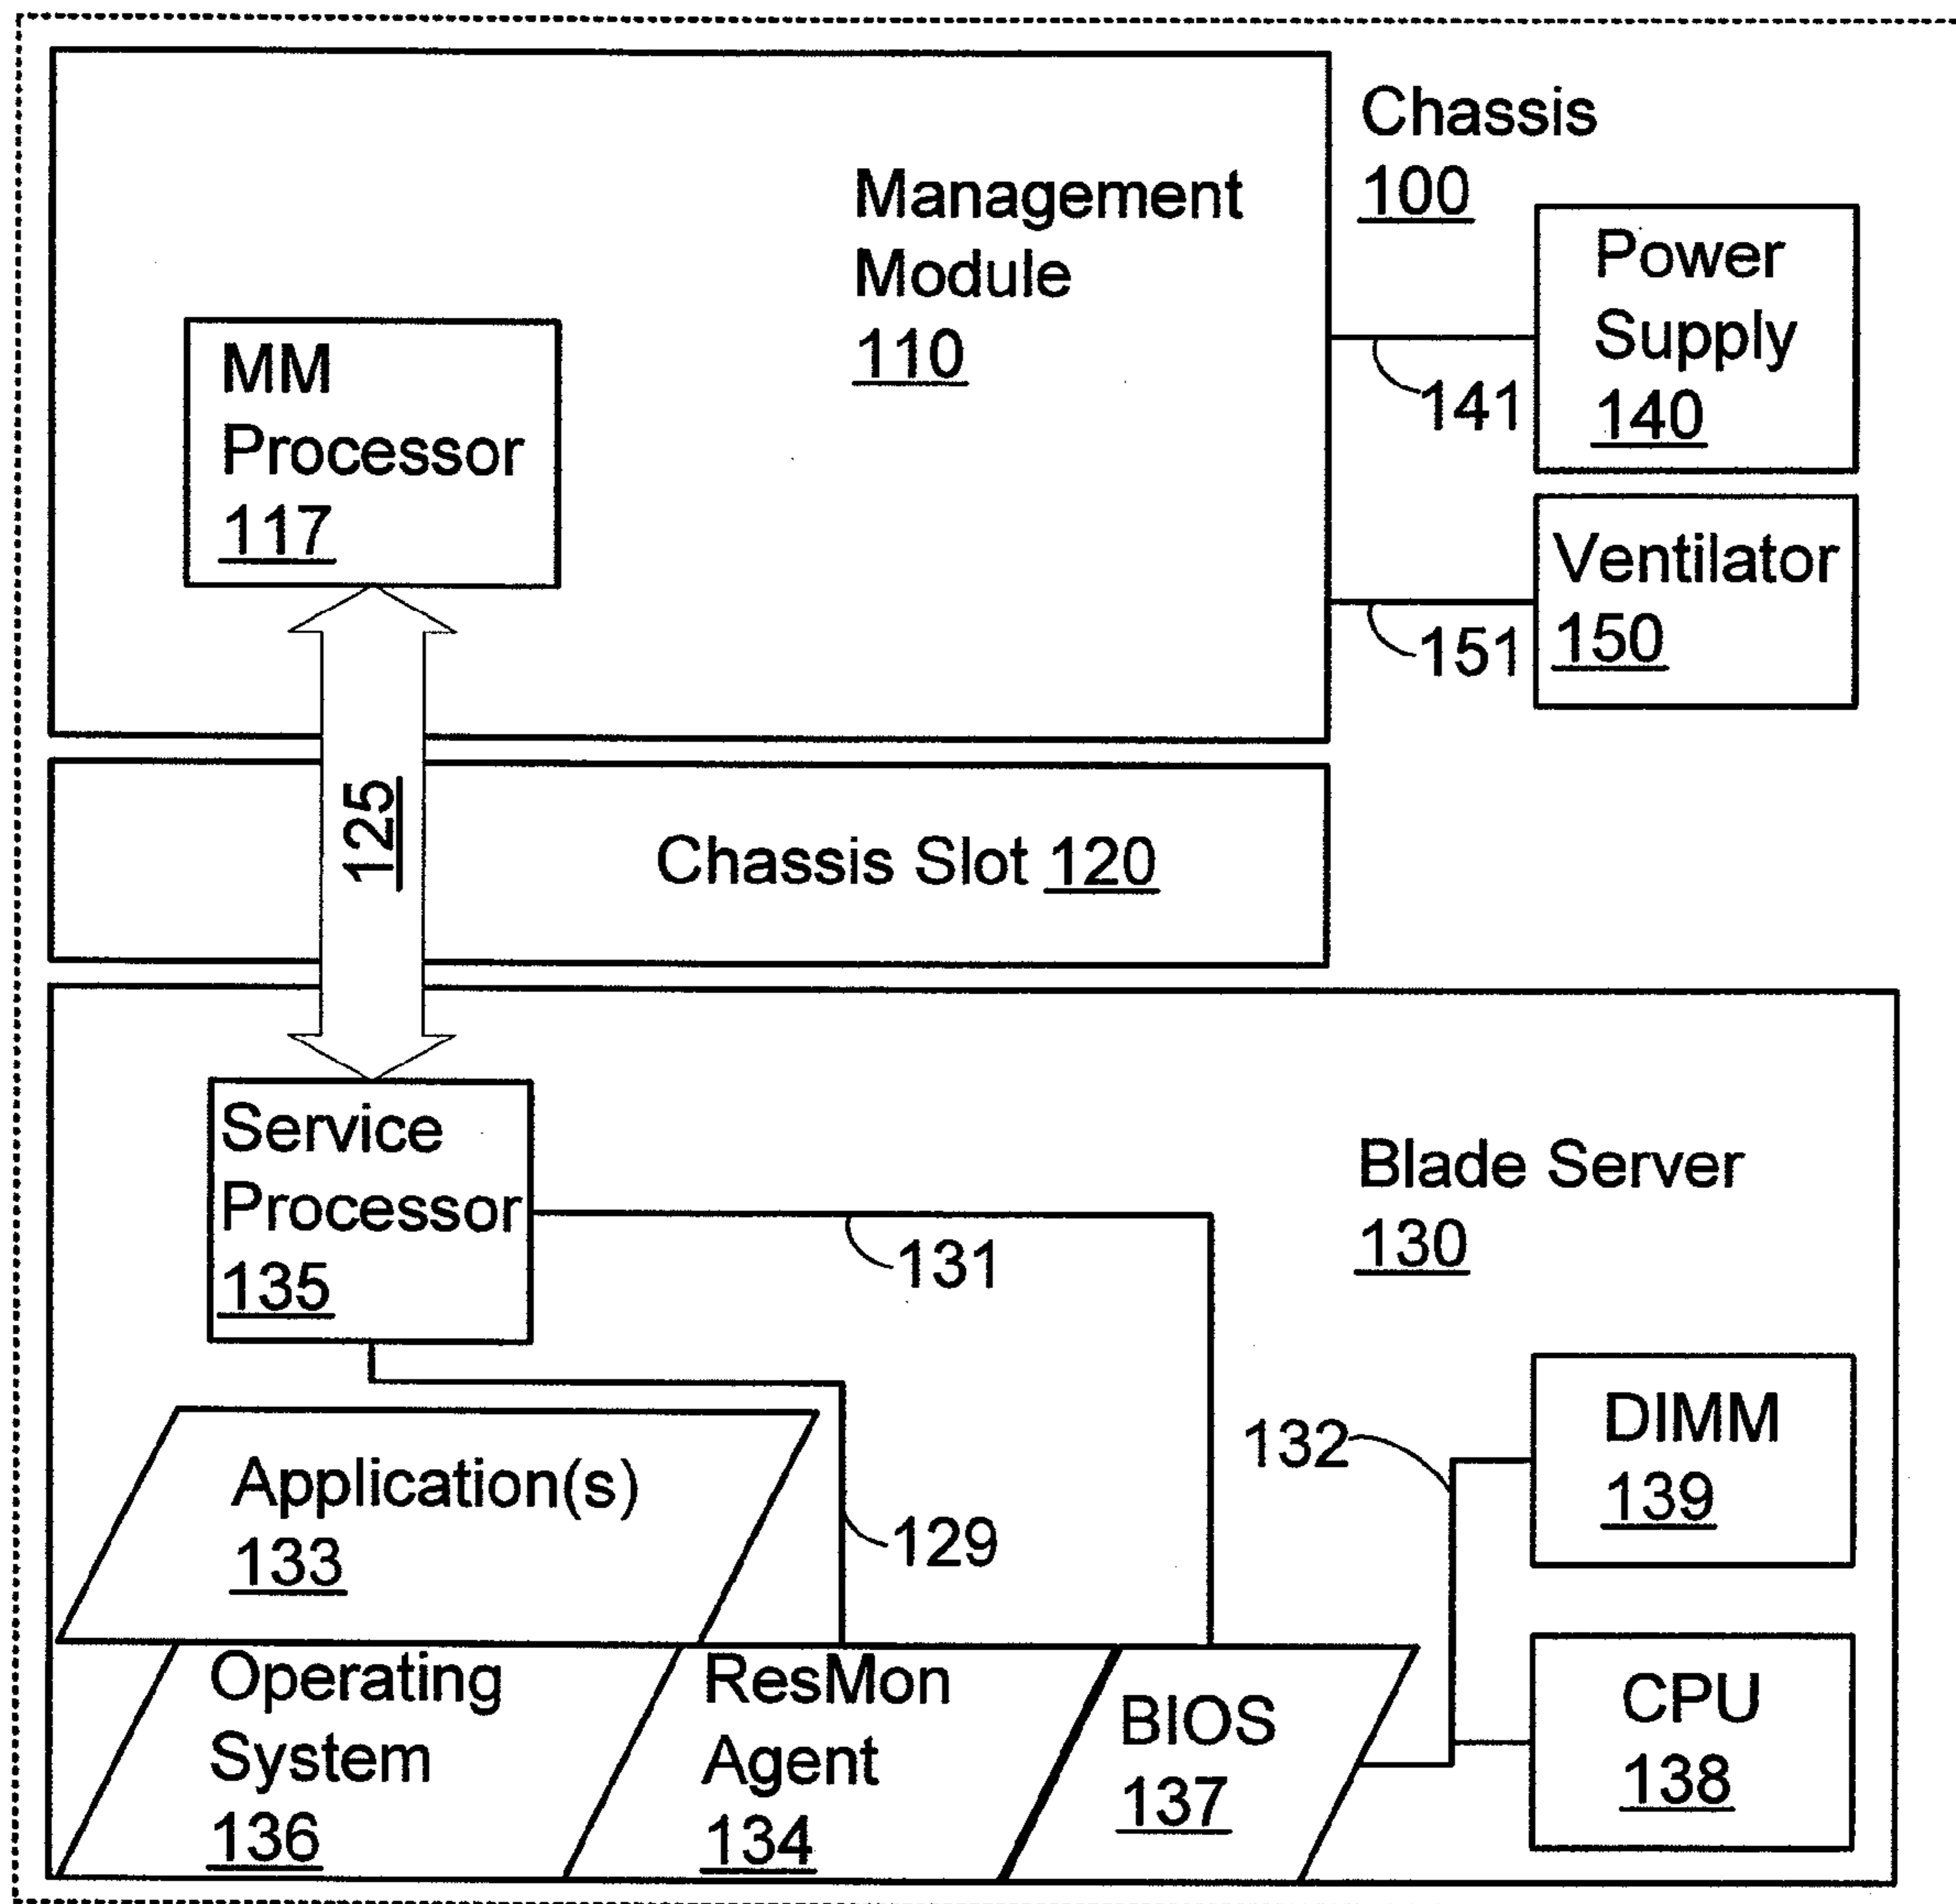 Chassis
100
Management
Module
110
Power
Supply
140
MM
Processor
117
141
Ventilator
150
151
125
Chassis Slot 120
Service
Processor
135
Blade Server
130
131
DIMM
139
132
Application(s)
133
129
Operating
System
136
ResMon
Agent
134
BIOS
137
CPU
138